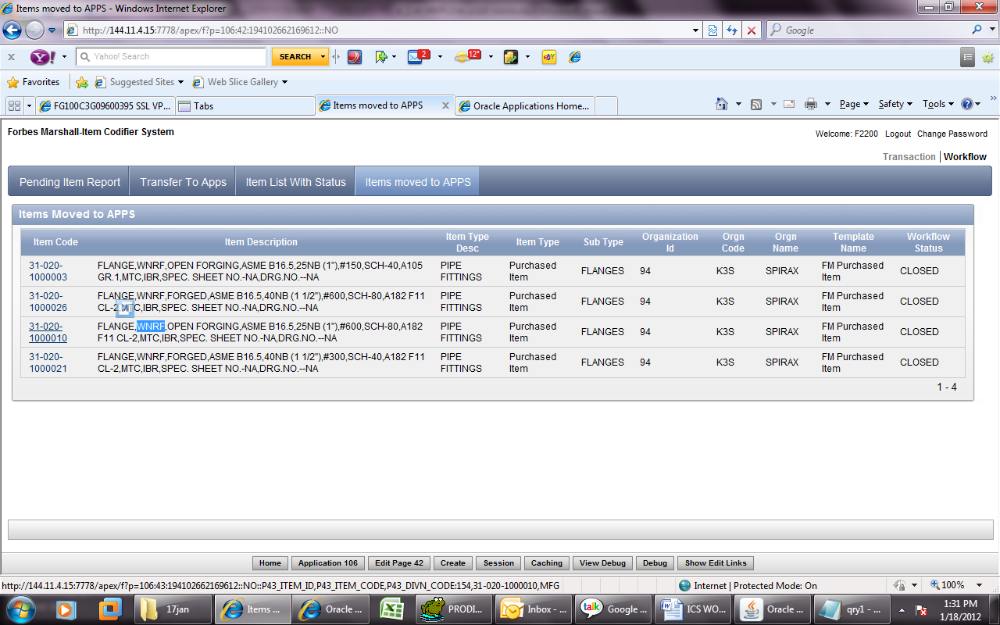 Items moved to APPS - Windows Internet Explorer
http://144.11.4.15:7778/apex/f?p=106:42:194102662169612::NO
Google
Yahoo! Search
SEARCH
2
12°
Favorites
Suggested Sites
Web Slice Gallery
FG100C3G09600395 SSL VP...
Tabs
Items moved to APPS
Oracle Applications Home...
Page
Safety
Tools
Forbes Marshall-Item Codifier System
Welcome: F2200 Logout Change Password
Transaction Workflow
Pending Item Report
Transfer To Apps
Item List With Status
Items moved to APPS
Items Moved to APPS
Item Code Item Description Item Type Desc Item Type Sub Type Organization Id Orgn Code Orgn Name Template Name Workflow Status
31-020-1000003 FLANGE,WNRF,OPEN FORGING,ASME B16.5,25NB (1"),#150,SCH-40,A105 GR.1,MTC,IBR,SPEC. SHEET NO.-NA,DRG.NO.--NA PIPE FITTINGS Purchased Item FLANGES 94 K3S SPIRAX FM Purchased Item CLOSED
31-020-1000026 FLANGE,WNRF,FORGED,ASME B16.5,40NB (1 1/2"),#600,SCH-80,A182 F11 CL-2,MTC,IBR,SPEC. SHEET NO.-NA,DRG.NO.--NA PIPE FITTINGS Purchased Item FLANGES 94 K3S SPIRAX FM Purchased Item CLOSED
31-020-1000010 FLANGE,WNRF,OPEN FORGING,ASME B16.5,25NB (1"),#600,SCH-80,A182 F11 CL-2,MTC,IBR,SPEC. SHEET NO.-NA,DRG.NO.--NA PIPE FITTINGS Purchased Item FLANGES 94 K3S SPIRAX FM Purchased Item CLOSED
31-020-1000021 FLANGE,WNRF,FORGED,ASME B16.5,40NB (1 1/2"),#300,SCH-40,A182 F11 CL-2,MTC,IBR,SPEC. SHEET NO.-NA,DRG.NO.--NA PIPE FITTINGS Purchased Item FLANGES 94 K3S SPIRAX FM Purchased Item CLOSED
1 - 4
Home
Application 106
Edit Page 42
Create
Session
Caching
View Debug
Debug
Show Edit Links
http://144.11.4.15:7778/apex/f?p=106:43:194102662169612::NO::P43_ITEM_ID,P43_ITEM_CODE,P43_DIVN_CODE:154,31-020-1000010,MFG
Internet | Protected Mode: On
100%
17jan
Items ...
Oracle ...
PRODI...
Inbox - ...
talk
Google ...
ICS WO...
Oracle ...
qry1 - ...
1:31 PM
1/18/2012